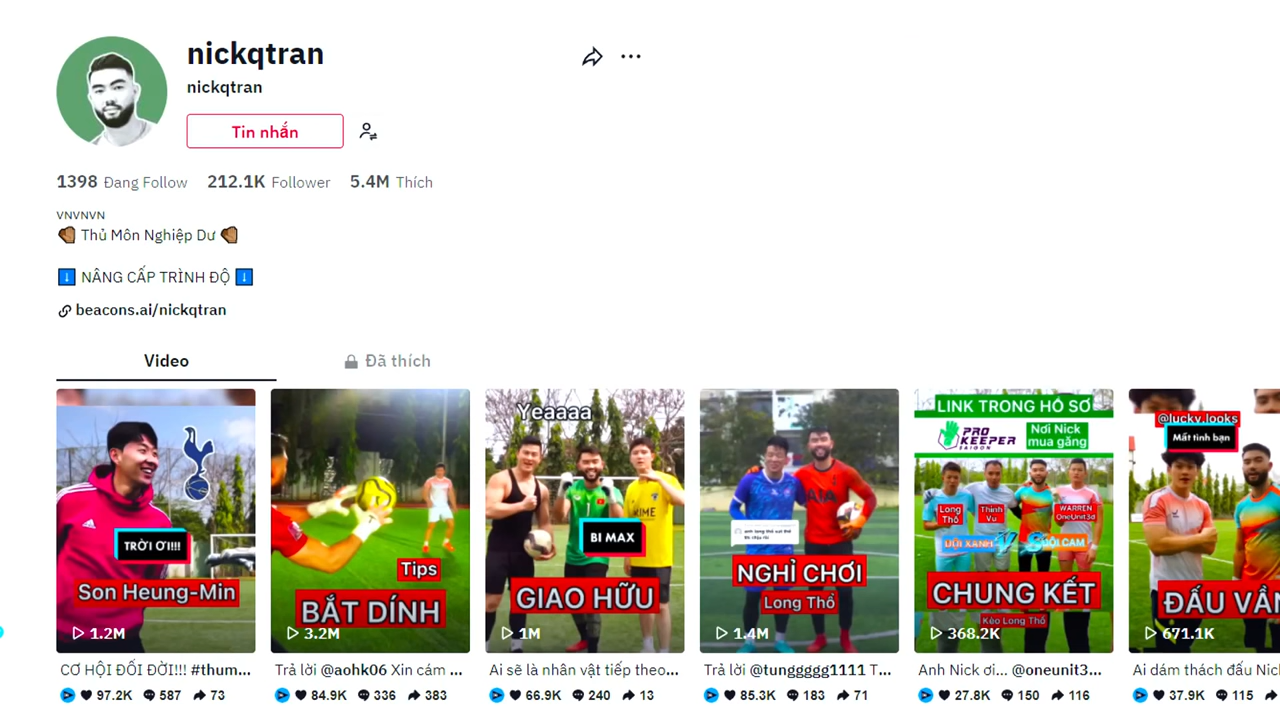 nickqtran
nickqtran
Tin nhắn
1398 Đang Follow 212.1K Follower 5.4M Thích
VNVNVN
Thủ Môn Nghiệp Dư
NÂNG CẤP TRÌNH ĐỘ
beacons.ai/nickqtran
Video
Đã thích
TRỜI ƠI!!!
Son Heung-Min
1.2M
CƠ HỘI ĐỔI ĐỜI!!! #thum...
97.2K 587 73
Tips
BẮT DÍNH
3.2M
Trả lời @aohk06 Xin cám ...
84.9K 336 383
Yeaaaa
BI MAX
GIAO HỮU
1M
Ai sẽ là nhân vật tiếp theo...
66.9K 240 13
NGHỈ CHƠI
Long Thổ
1.4M
Trả lời @tunggggg1111 T...
85.3K 183 71
LINK TRONG HỒ SƠ
PRO KEEPER
SAIGON
Nơi Nick
mua găng
Long
Thổ
Thịnh
Vu
WARREN
OneUnit3d
CHUNG KẾT
Kèo Long Thổ
368.2K
Anh Nick ơi... @oneunit3...
27.8K 150 116
@lucky.looks
Mất tình bạn
ĐẤU VẬN
671.1K
Ai dám thách đấu Nick
37.9K 115